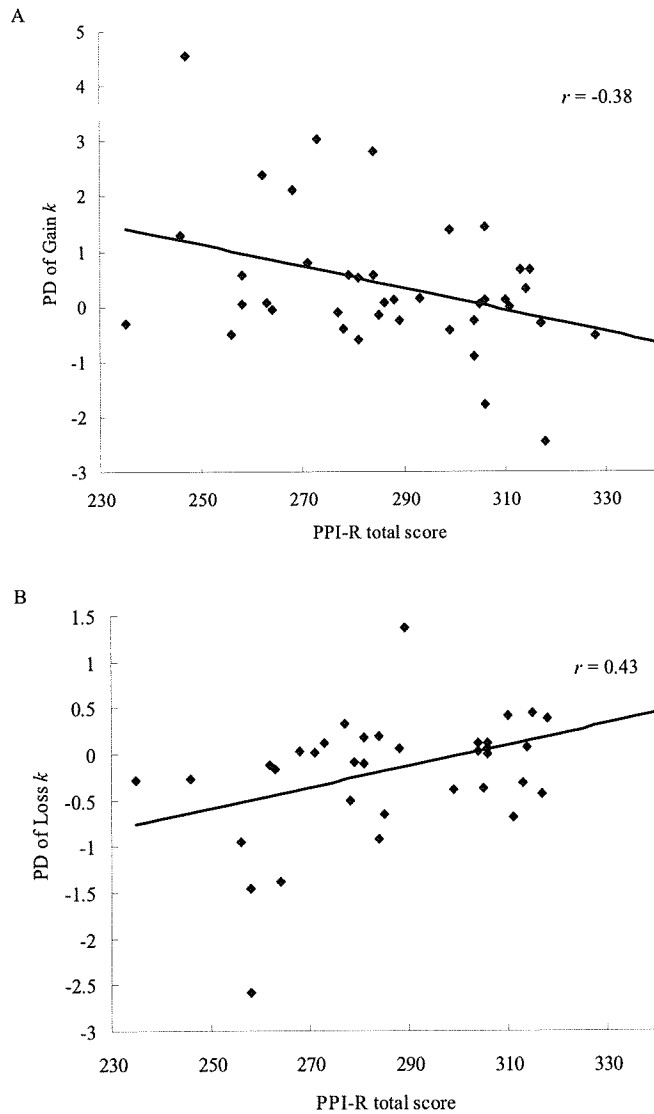 A
5
4
3
2
1
0
-1
-2
-3
PD of Gain k
r = -0.38
230 250 270 290 310 330
PPI-R total score
B
1.5
1
0.5
0
-0.5
-1
-1.5
-2
-2.5
-3
PD of Loss k
r = 0.43
230 250 270 290 310 330
PPI-R total score